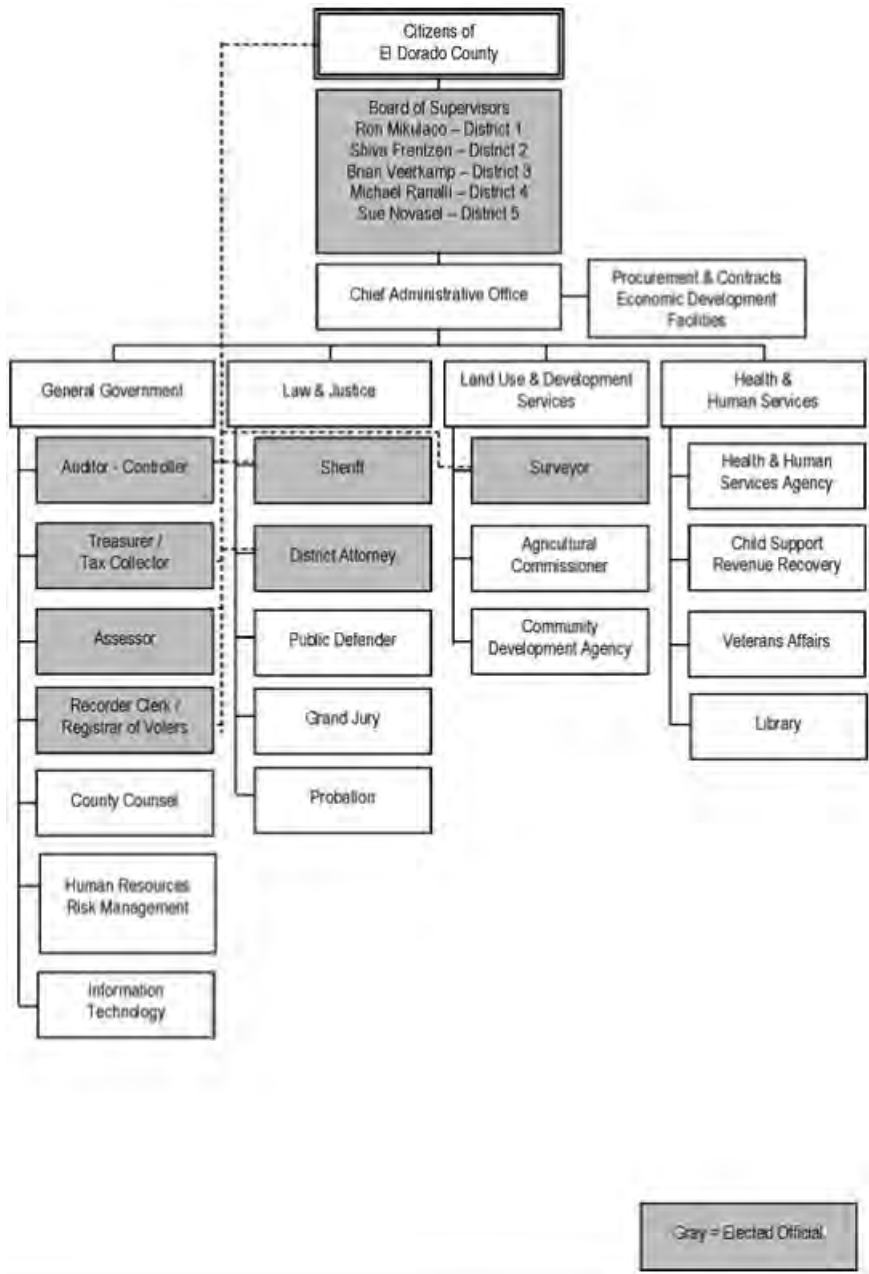 Citizens of
El Dorado County
Board of Supervisors
Ron Mikulaco – District 1
Shiva Frentzen – District 2
Brian Veerkamp – District 3
Michael Ranalli – District 4
Sue Novasel – District 5
Chief Administrative Office
Procurement & Contracts
Economic Development
Facilities
General Government
Law & Justice
Land Use & Development
Services
Health &
Human Services
Auditor - Controller
Treasurer /
Tax Collector
Assessor
Recorder Clerk /
Registrar of Voters
County Counsel
Human Resources
Risk Management
Information
Technology
Sheriff
District Attorney
Public Defender
Grand Jury
Probation
Surveyor
Agricultural
Commissioner
Community
Development Agency
Health & Human
Services Agency
Child Support
Revenue Recovery
Veterans Affairs
Library
Gray = Elected Official